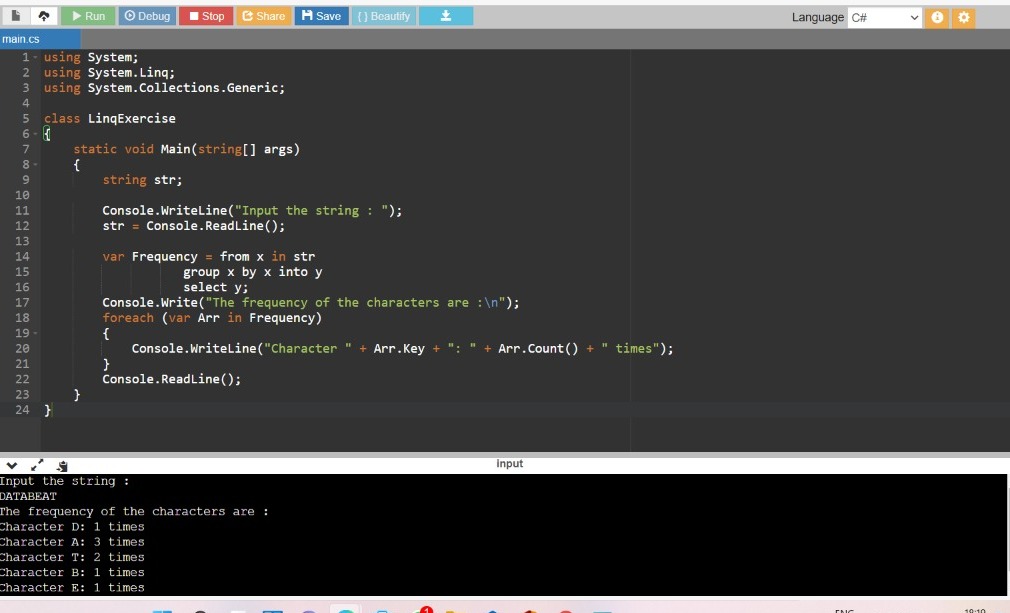 Run Debug Stop Share Save { } Beautify Language C#
main.cs
1 using System;
2 using System.Linq;
3 using System.Collections.Generic;
4
5 class LinqExercise
6 {
7 static void Main(string[] args)
8 {
9 string str;
10
11 Console.WriteLine("Input the string : ");
12 str = Console.ReadLine();
13
14 var Frequency = from x in str
15 group x by x into y
16 select y;
17 Console.Write("The frequency of the characters are :\n");
18 foreach (var Arr in Frequency)
19 {
20 Console.WriteLine("Character " + Arr.Key + ": " + Arr.Count() + " times");
21 }
22 Console.ReadLine();
23 }
24 }
input
Input the string :
DATABEAT
The frequency of the characters are :
Character D: 1 times
Character A: 3 times
Character T: 2 times
Character B: 1 times
Character E: 1 times
1